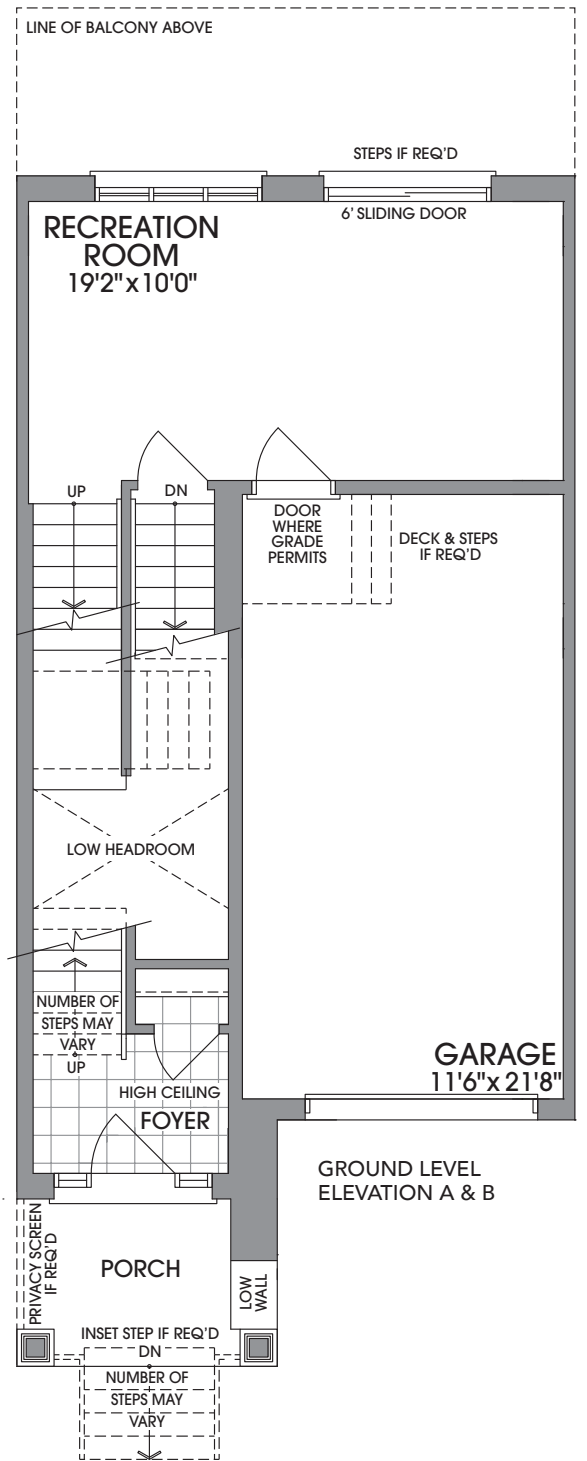 LINE OF BALCONY ABOVE
STEPS IF REQ'D
6' SLIDING DOOR
RECREATION
ROOM
19'2" x 10'0"
UP
DN
DOOR
WHERE
GRADE
PERMITS
DECK & STEPS
IF REQ'D
LOW HEADROOM
NUMBER OF
STEPS MAY
VARY
UP
HIGH CEILING
FOYER
GARAGE
11'6" x 21'8"
GROUND LEVEL
ELEVATION A & B
PRIVACY SCREEN
IF REQ'D
PORCH
LOW
WALL
INSET STEP IF REQ'D
DN
NUMBER OF
STEPS MAY
VARY